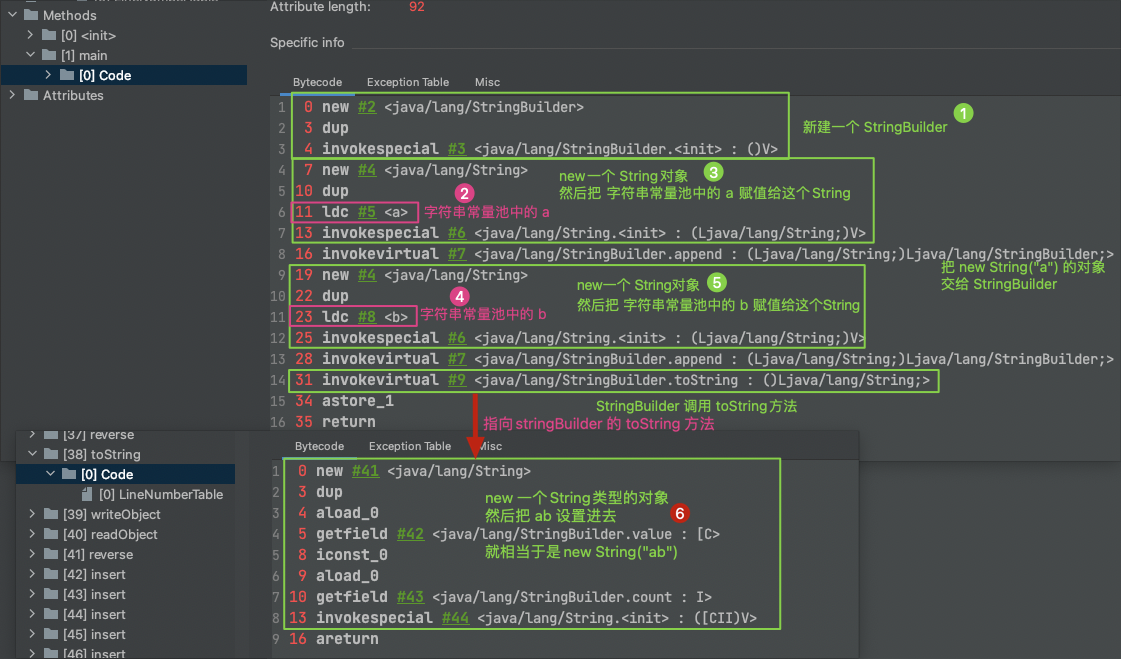 Methods
[0] <init>
[1] main
[0] Code
Attributes
Attribute length: 92
Specific info
Bytecode Exception Table Misc
1 0 new #2 <java/lang/StringBuilder>
2 3 dup
3 4 invokespecial #3 <java/lang/StringBuilder.<init> : ()V>
新建一个 StringBuilder
1
4 7 new #4 <java/lang/String>
5 10 dup
6 11 ldc #5 <a>
2
字符串常量池中的 a
new一个 String对象
3
然后把 字符串常量池中的 a 赋值给这个String
7 13 invokespecial #6 <java/lang/String.<init> : (Ljava/lang/String;)V>
8 16 invokevirtual #7 <java/lang/StringBuilder.append : (Ljava/lang/String;)Ljava/lang/StringBuilder;>
把 new String("a") 的对象
交给 StringBuilder
9 19 new #4 <java/lang/String>
10 22 dup
11 23 ldc #8 <b>
4
字符串常量池中的 b
new一个 String对象
5
然后把 字符串常量池中的 b 赋值给这个String
12 25 invokespecial #6 <java/lang/String.<init> : (Ljava/lang/String;)V>
13 28 invokevirtual #7 <java/lang/StringBuilder.append : (Ljava/lang/String;)Ljava/lang/StringBuilder;>
14 31 invokevirtual #9 <java/lang/StringBuilder.toString : ()Ljava/lang/String;>
15 34 astore_1
StringBuilder 调用 toString方法
16 35 return
指向stringBuilder 的 toString 方法
[37] reverse
[38] toString
[0] Code
[0] LineNumberTable
[39] writeObject
[40] readObject
[41] reverse
[42] insert
[43] insert
[44] insert
[45] insert
[46] insert
Bytecode Exception Table Misc
1 0 new #41 <java/lang/String>
2 3 dup
3 4 aload_0
4 5 getfield #42 <java/lang/StringBuilder.value : [C>
5 8 iconst_0
6 9 aload_0
7 10 getfield #43 <java/lang/StringBuilder.count : I>
8 13 invokespecial #44 <java/lang/String.<init> : ([CII)V>
9 16 areturn
new 一个 String类型的对象
然后把 ab 设置进去
6
就相当于是 new String("ab")